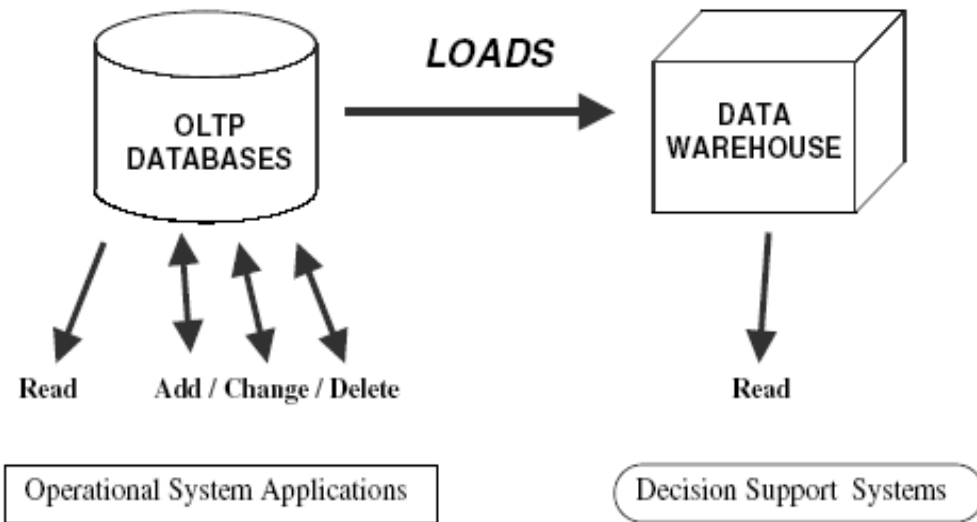 LOADS
OLTP
DATABASES
DATA
WAREHOUSE
Read
Add / Change / Delete
Read
Operational System Applications
Decision Support Systems